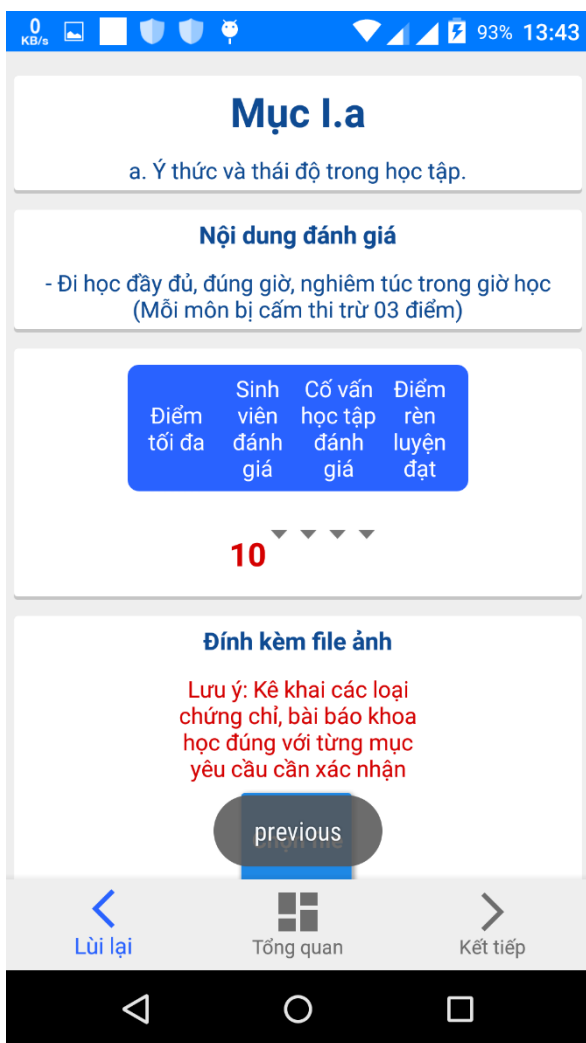 0
KB/s
93% 13:43
Mục I.a
a. Ý thức và thái độ trong học tập.
Nội dung đánh giá
- Đi học đầy đủ, đúng giờ, nghiêm túc trong giờ học
(Mỗi môn bị cấm thi trừ 03 điểm)
Điểm
tối đa
Sinh
viên
đánh
giá
Cố vấn
học tập
đánh
giá
Điểm
rèn
luyện
đạt
10
Đính kèm file ảnh
Lưu ý: Kê khai các loại
chứng chỉ, bài báo khoa
học đúng với từng mục
yêu cầu cần xác nhận
previous
Lùi lại
Tổng quan
Kết tiếp